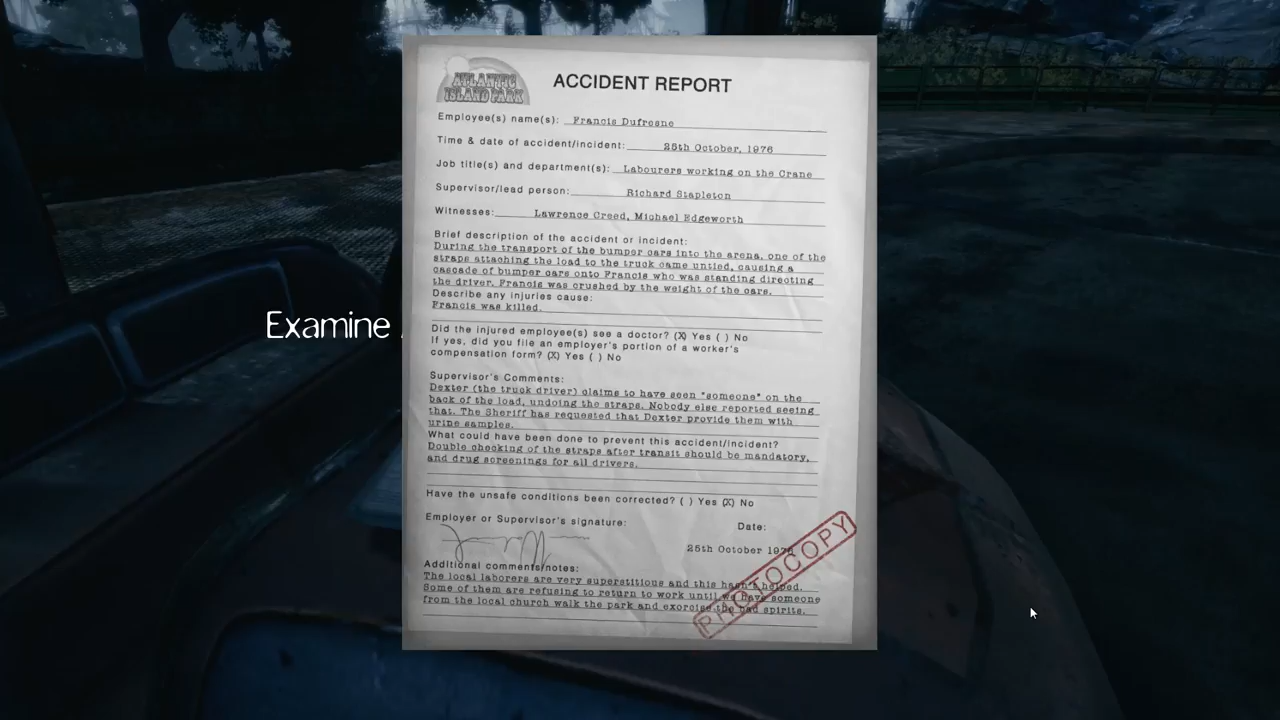 ATLANTIC
ISLAND PARK
ACCIDENT REPORT
Employee(s) name(s): Francis Dufresne
Time & date of accident/incident: 25th October, 1976
Job title(s) and department(s): Labourers working on the Crane
Supervisor/lead person: Richard Stapleton
Witnesses: Lawrence Creed, Michael Edgeworth
Brief description of the accident or incident:
During the transport of the bumper cars into the arena, one of the
straps attaching the load to the truck came untied, causing a
cascade of bumper cars onto Francis who was standing directing
the driver. Francis was crushed by the weight of the cars.
Describe any injuries cause:
Francis was killed.
Examine
Did the injured employee(s) see a doctor? (X) Yes ( ) No
If yes, did you file an employer's portion of a worker's
compensation form? (X) Yes ( ) No
Supervisor's Comments:
Dexter (the truck driver) claims to have seen "someone" on the
back of the load, undoing the straps. Nobody else reported seeing
that. The Sheriff has requested that Dexter provide them with
urine samples.
What could have been done to prevent this accident/incident?
Double checking of the straps after transit should be mandatory,
and drug screenings for all drivers.
Have the unsafe conditions been corrected? ( ) Yes (X) No
Employer or Supervisor's signature: Date:
25th October 1976
Additional comments/notes:
The local laborers are very superstitious and this hasn't helped.
Some of them are refusing to return to work until we have someone
from the local church walk the park and exorcise the bad spirits.
PHOTOCOPY